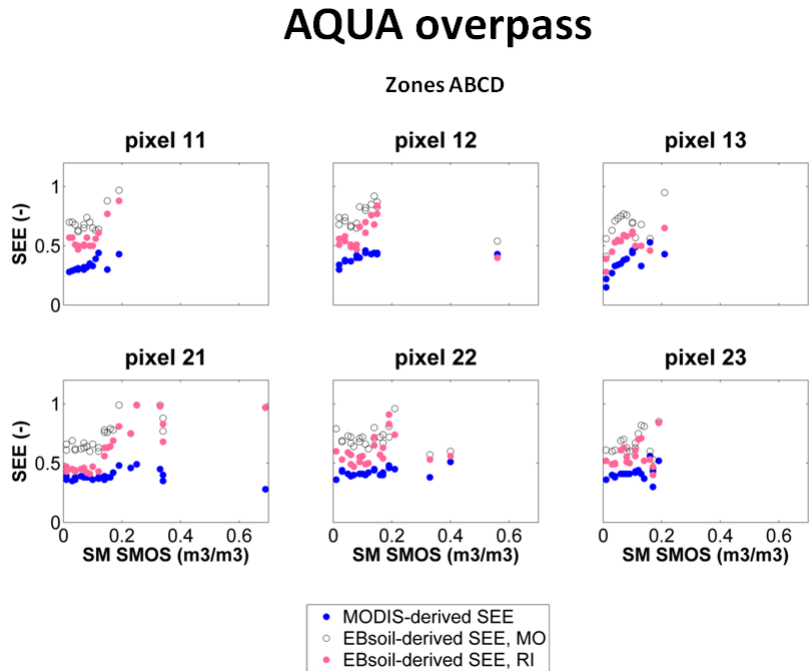 AQUA overpass
Zones ABCD
pixel 11 pixel 12 pixel 13
SEE (-)
1
0.5
0
pixel 21 pixel 22 pixel 23
SEE (-)
1
0.5
0
0 0.2 0.4 0.6 0 0.2 0.4 0.6 0 0.2 0.4 0.6
SM SMOS (m3/m3) SM SMOS (m3/m3) SM SMOS (m3/m3)
MODIS-derived SEE
EBsoil-derived SEE, MO
EBsoil-derived SEE, RI